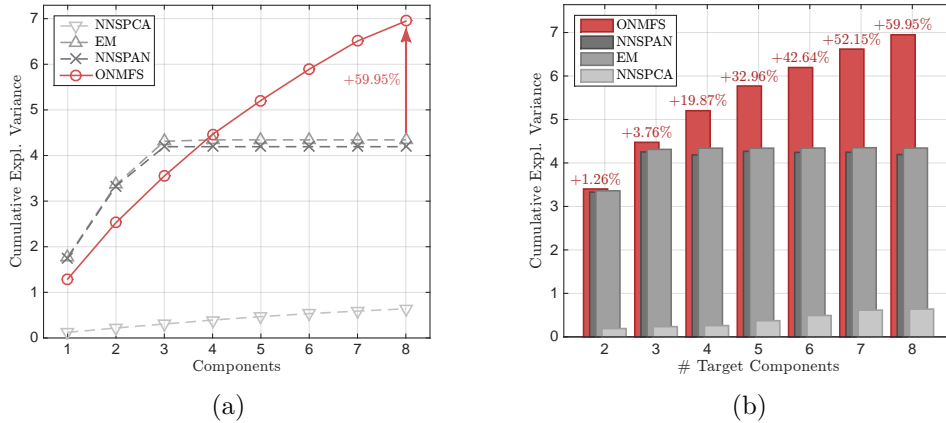 NNSPCA
EM
NNSPAN
ONMFS
+59.95%
Cumulative Expl. Variance
7
6
5
4
3
2
1
0
1 2 3 4 5 6 7 8
Components
(a)
ONMFS
NNSPAN
EM
NNSPCA
+1.26%
+3.76%
+19.87%
+32.96%
+42.64%
+52.15%
+59.95%
Cumulative Expl. Variance
7
6
5
4
3
2
1
0
2 3 4 5 6 7 8
# Target Components
(b)